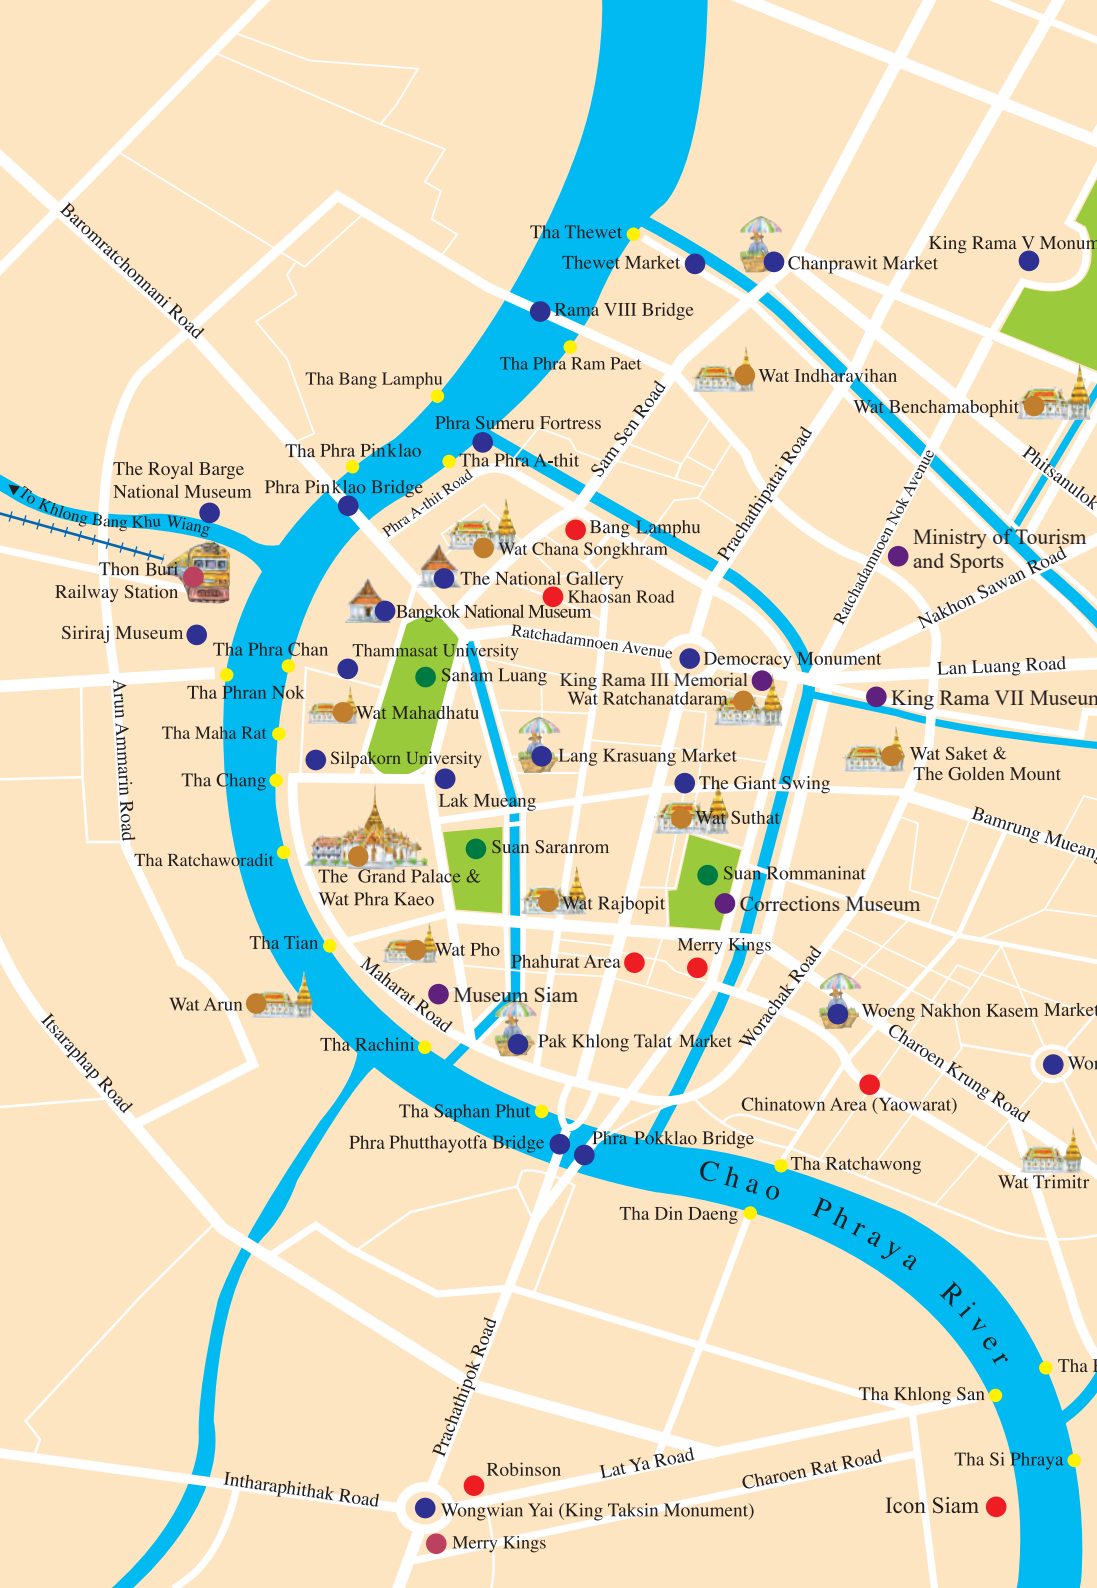 Tha Thewet
Thewet Market
Chanprawit Market
King Rama V Monum
Baromratchonnani Road
Rama VIII Bridge
Tha Phra Ram Paet
Wat Indharavihan
Tha Bang Lamphu
Wat Benchamabophit
Sam Sen Road
Phra Sumeru Fortress
Prachathipatai Road
Tha Phra Pinklao
Tha Phra A-thit
Phitsanulok
The Royal Barge
National Museum
Phra Pinklao Bridge
Phra A-thit Road
Ratchadamnoen Nok Avenue
◀To Khlong Bang Khu Wiang
Bang Lamphu
Wat Chana Songkhram
Ministry of Tourism
and Sports
Thon Buri
Railway Station
The National Gallery
Khaosan Road
Nakhon Sawan Road
Bangkok National Museum
Siriraj Museum
Tha Phra Chan
Thammasat University
Ratchadamnoen Avenue
Democracy Monument
Lan Luang Road
Sanam Luang
King Rama III Memorial
Tha Phran Nok
Wat Ratchanatdaram
King Rama VII Museum
Wat Mahadhatu
Arun Ammarin Road
Tha Maha Rat
Silpakorn University
Lang Krasuang Market
Wat Saket &
The Golden Mount
Tha Chang
Lak Mueang
The Giant Swing
Wat Suthat
Bamrung Mueang
Tha Ratchaworadit
Suan Saranrom
The Grand Palace &
Wat Phra Kaeo
Suan Rommaninat
Wat Rajbopit
Corrections Museum
Tha Tian
Wat Pho
Merry Kings
Phahurat Area
Maharat Road
Worachak Road
Wat Arun
Museum Siam
Woeng Nakhon Kasem Market
Itsaraphap Road
Tha Rachini
Pak Khlong Talat Market
Charoen Krung Road
Won
Tha Saphan Phut
Chinatown Area (Yaowarat)
Phra Phutthayotfa Bridge
Phra Pokklao Bridge
Tha Ratchawong
Wat Trimitr
Chao Phraya River
Tha Din Daeng
Prachathipok Road
Tha
Tha Khlong San
Tha Si Phraya
Intharaphithak Road
Robinson
Lat Ya Road
Charoen Rat Road
Wongwian Yai (King Taksin Monument)
Icon Siam
Merry Kings